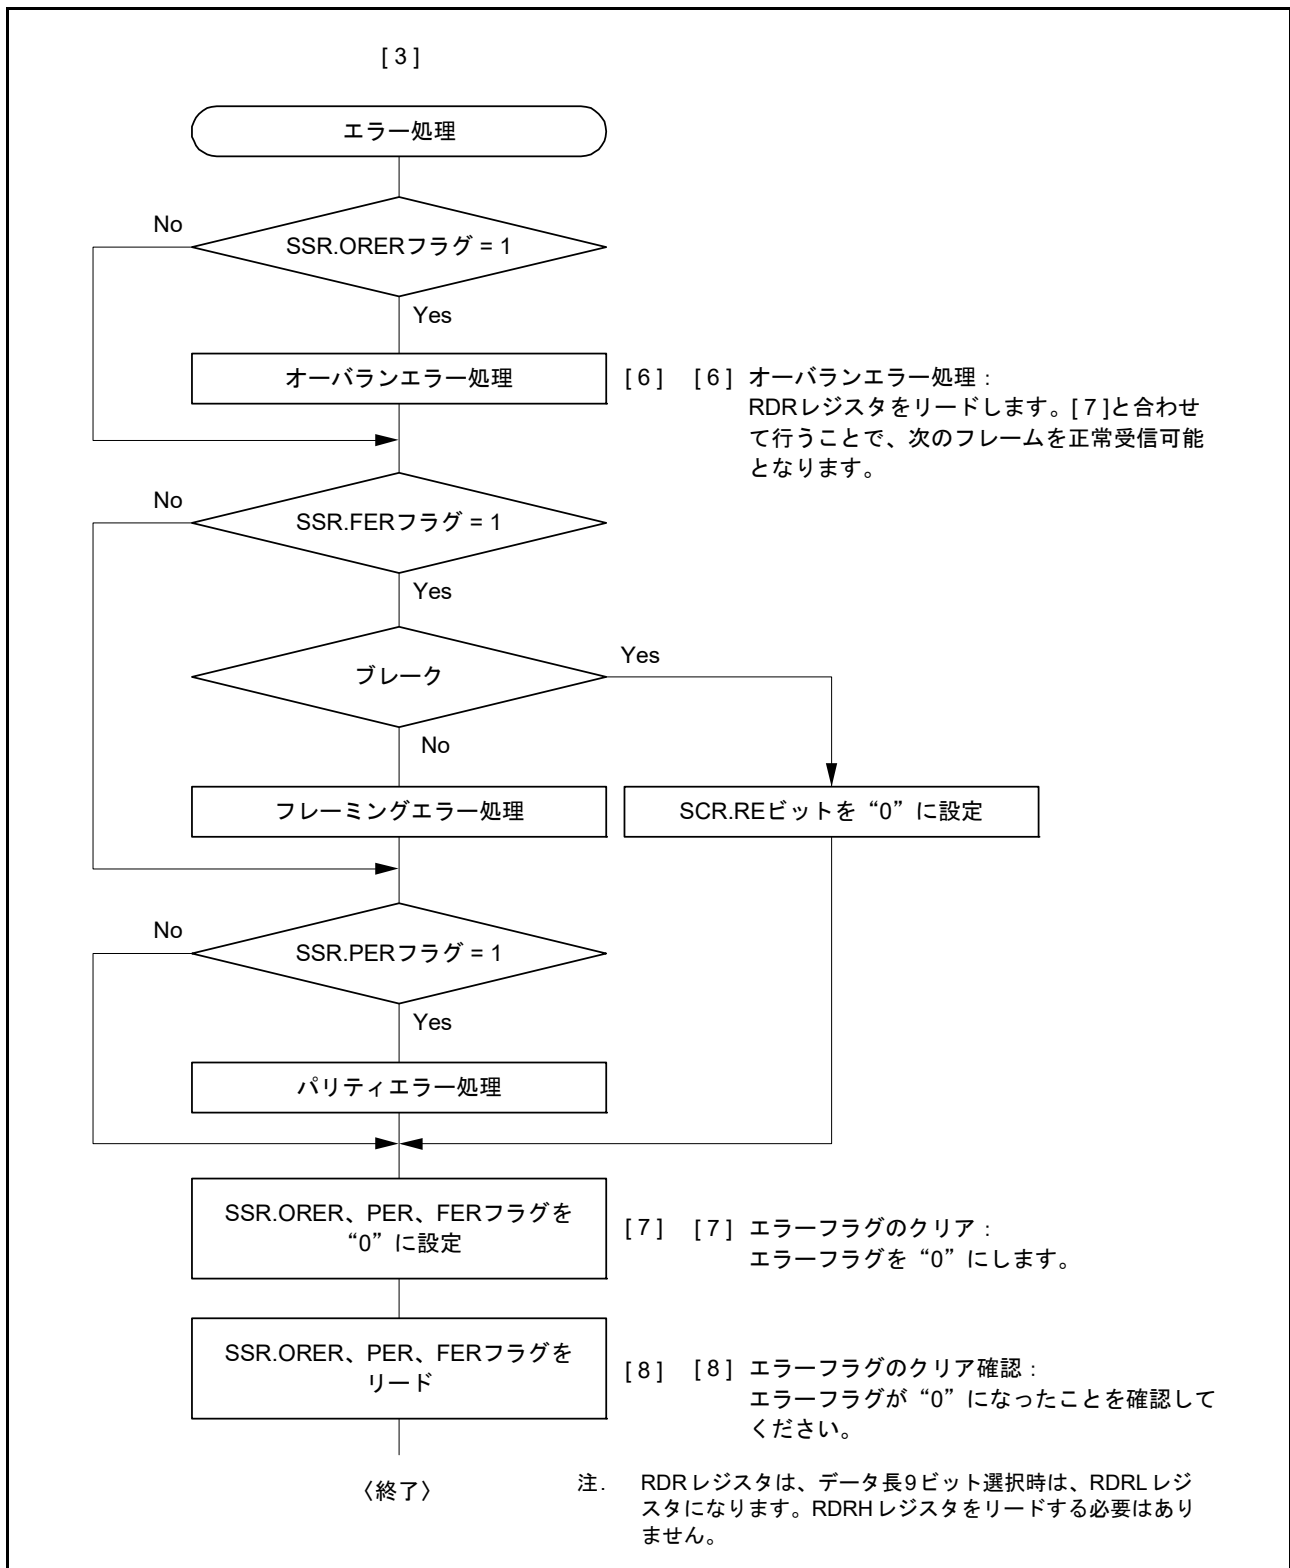 [ 3 ]
エラー処理
No
SSR.ORERフラグ = 1
Yes
オーバランエラー処理
[ 6 ]
[ 6 ] オーバランエラー処理：
RDRレジスタをリードします。[ 7 ]と合わせ
て行うことで、次のフレームを正常受信可能
となります。
No
SSR.FERフラグ = 1
Yes
ブレーク
Yes
No
フレーミングエラー処理
SCR.REビットを“0”に設定
No
SSR.PERフラグ = 1
Yes
パリティエラー処理
SSR.ORER、PER、FERフラグを
“0”に設定
[ 7 ]
[ 7 ] エラーフラグのクリア：
エラーフラグを“0”にします。
SSR.ORER、PER、FERフラグを
リード
[ 8 ]
[ 8 ] エラーフラグのクリア確認：
エラーフラグが“0”になったことを確認して
ください。
〈終了〉
注. RDRレジスタは、データ長9ビット選択時は、RDRLレジ
スタになります。RDRHレジスタをリードする必要はあり
ません。